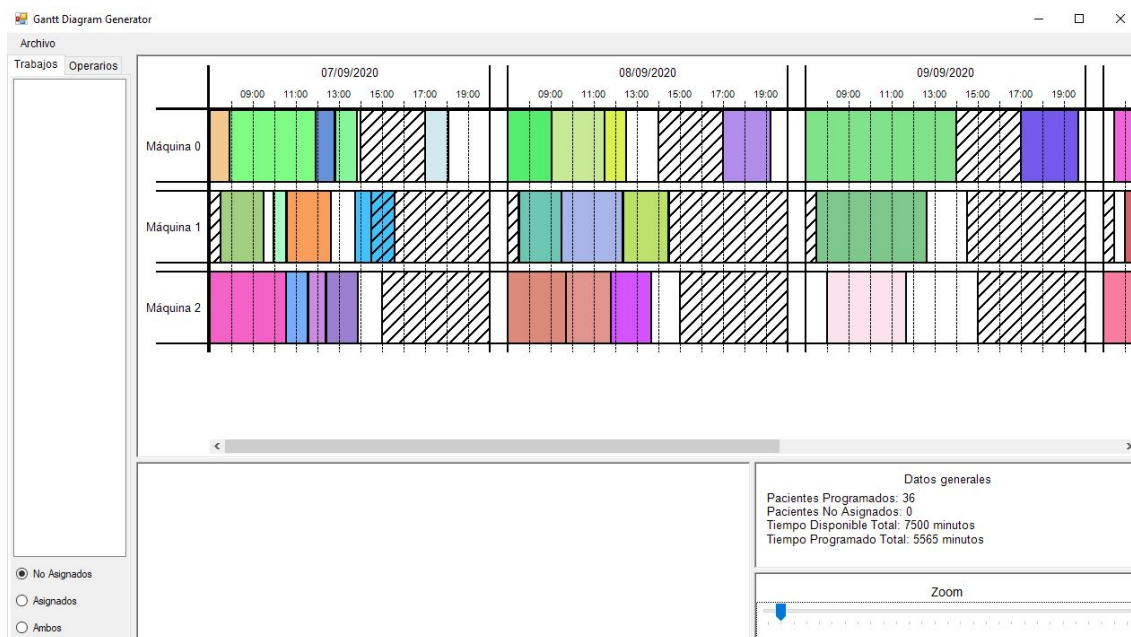 Gantt Diagram Generator
Archivo
Trabajos Operarios
07/09/2020 08/09/2020 09/09/2020
09:00 11:00 13:00 15:00 17:00 19:00 09:00 11:00 13:00 15:00 17:00 19:00 09:00 11:00 13:00 15:00 17:00 19:00
Máquina 0
Máquina 1
Máquina 2
Datos generales
Pacientes Programados: 36
Pacientes No Asignados: 0
Tiempo Disponible Total: 7500 minutos
Tiempo Programado Total: 5565 minutos
No Asignados
Asignados
Ambos
Zoom